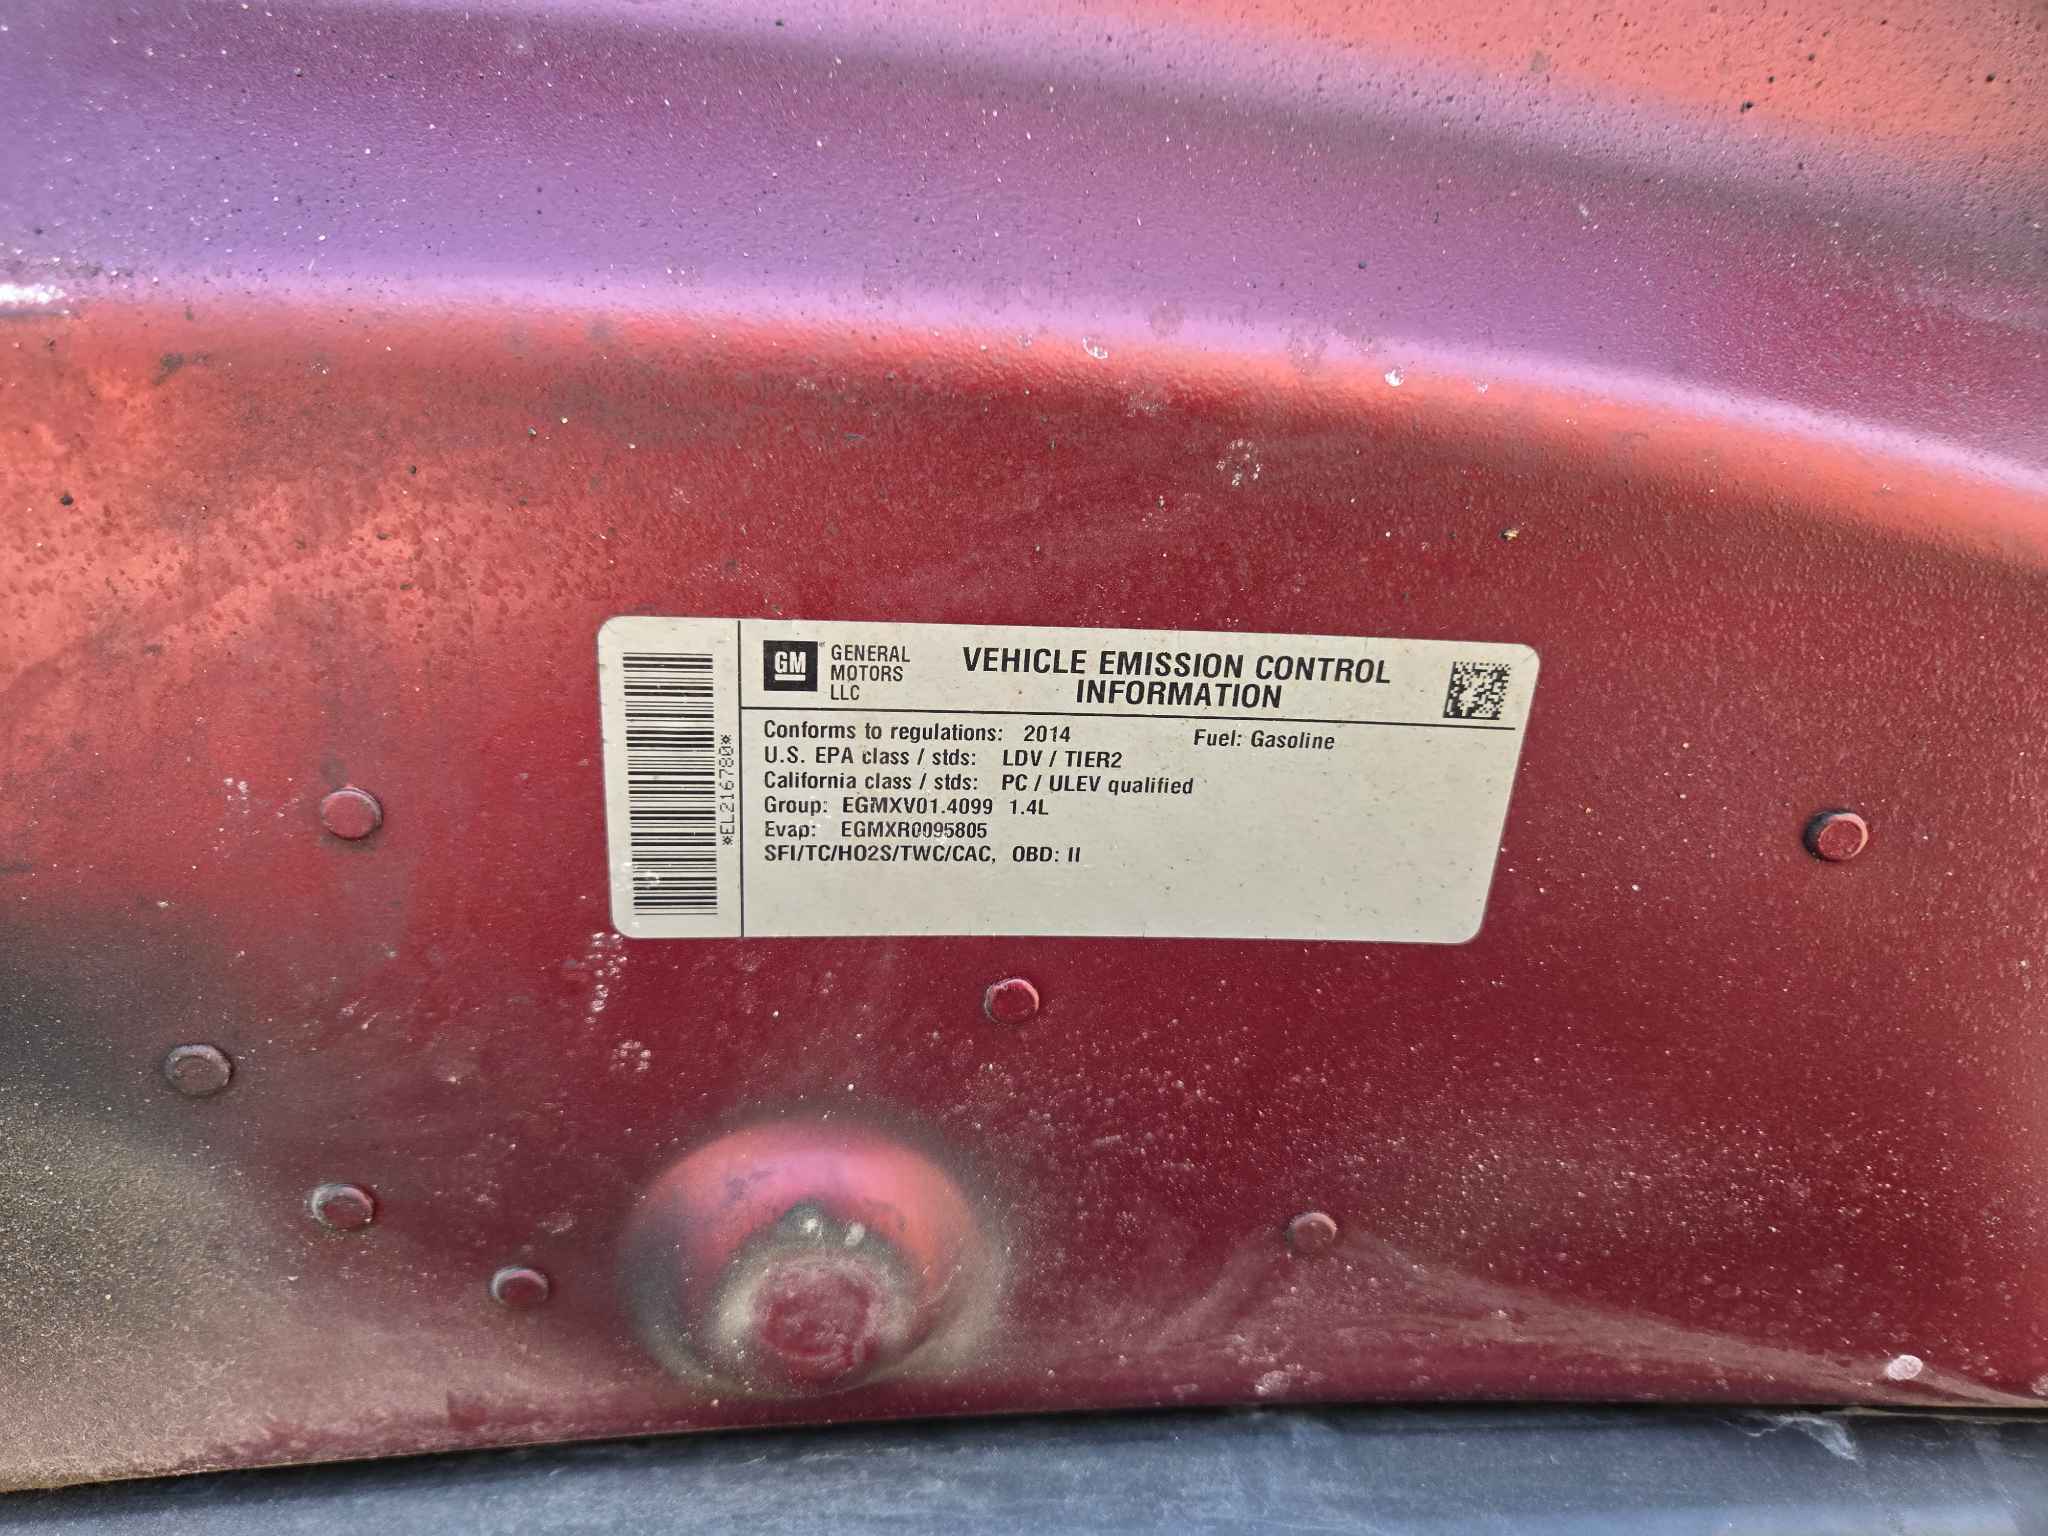 GM
GENERAL
MOTORS
LLC
VEHICLE EMISSION CONTROL
INFORMATION
Conforms to regulations: 2014 Fuel: Gasoline
U.S. EPA class / stds: LDV / TIER2
California class / stds: PC / ULEV qualified
Group: EGMXV01.4099 1.4L
Evap: EGMXR0095805
SFI/TC/HO2S/TWC/CAC, OBD: II
*EL216780*